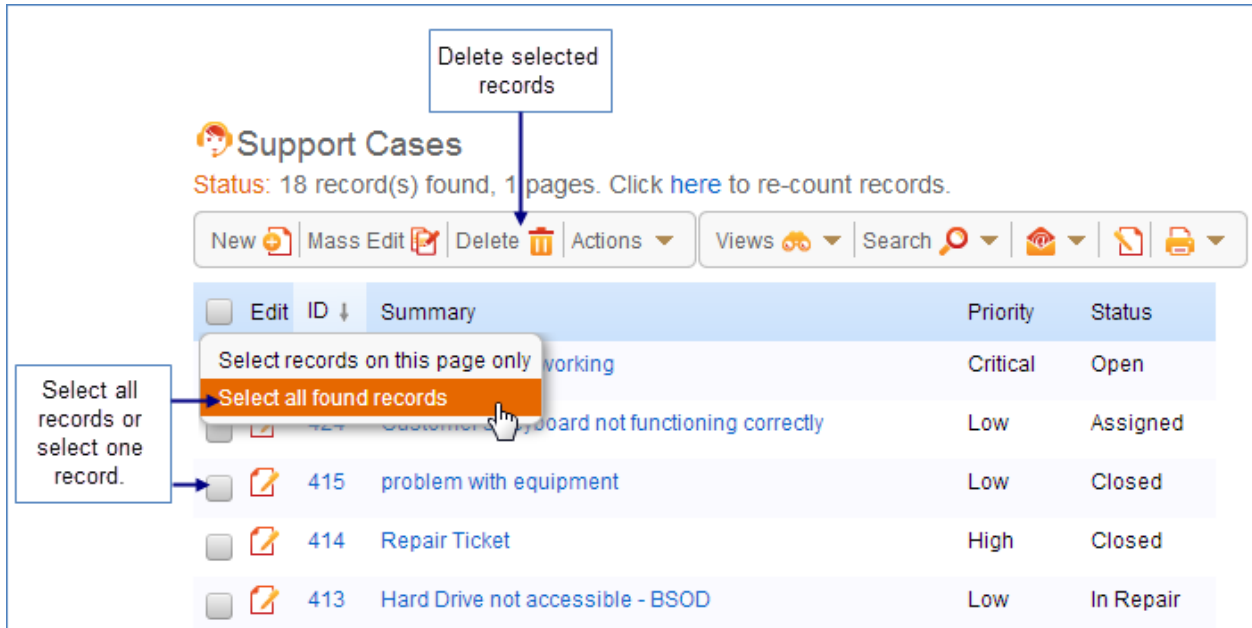 Delete selected
records
Support Cases
Status: 18 record(s) found, 1 pages. Click here to re-count records.
New Mass Edit Delete Actions Views Search
Edit ID Summary Priority Status
Select records on this page only working Critical Open
Select all found records
Select all
records or
select one
record.
424 Customer keyboard not functioning correctly Low Assigned
415 problem with equipment Low Closed
414 Repair Ticket High Closed
413 Hard Drive not accessible - BSOD Low In Repair